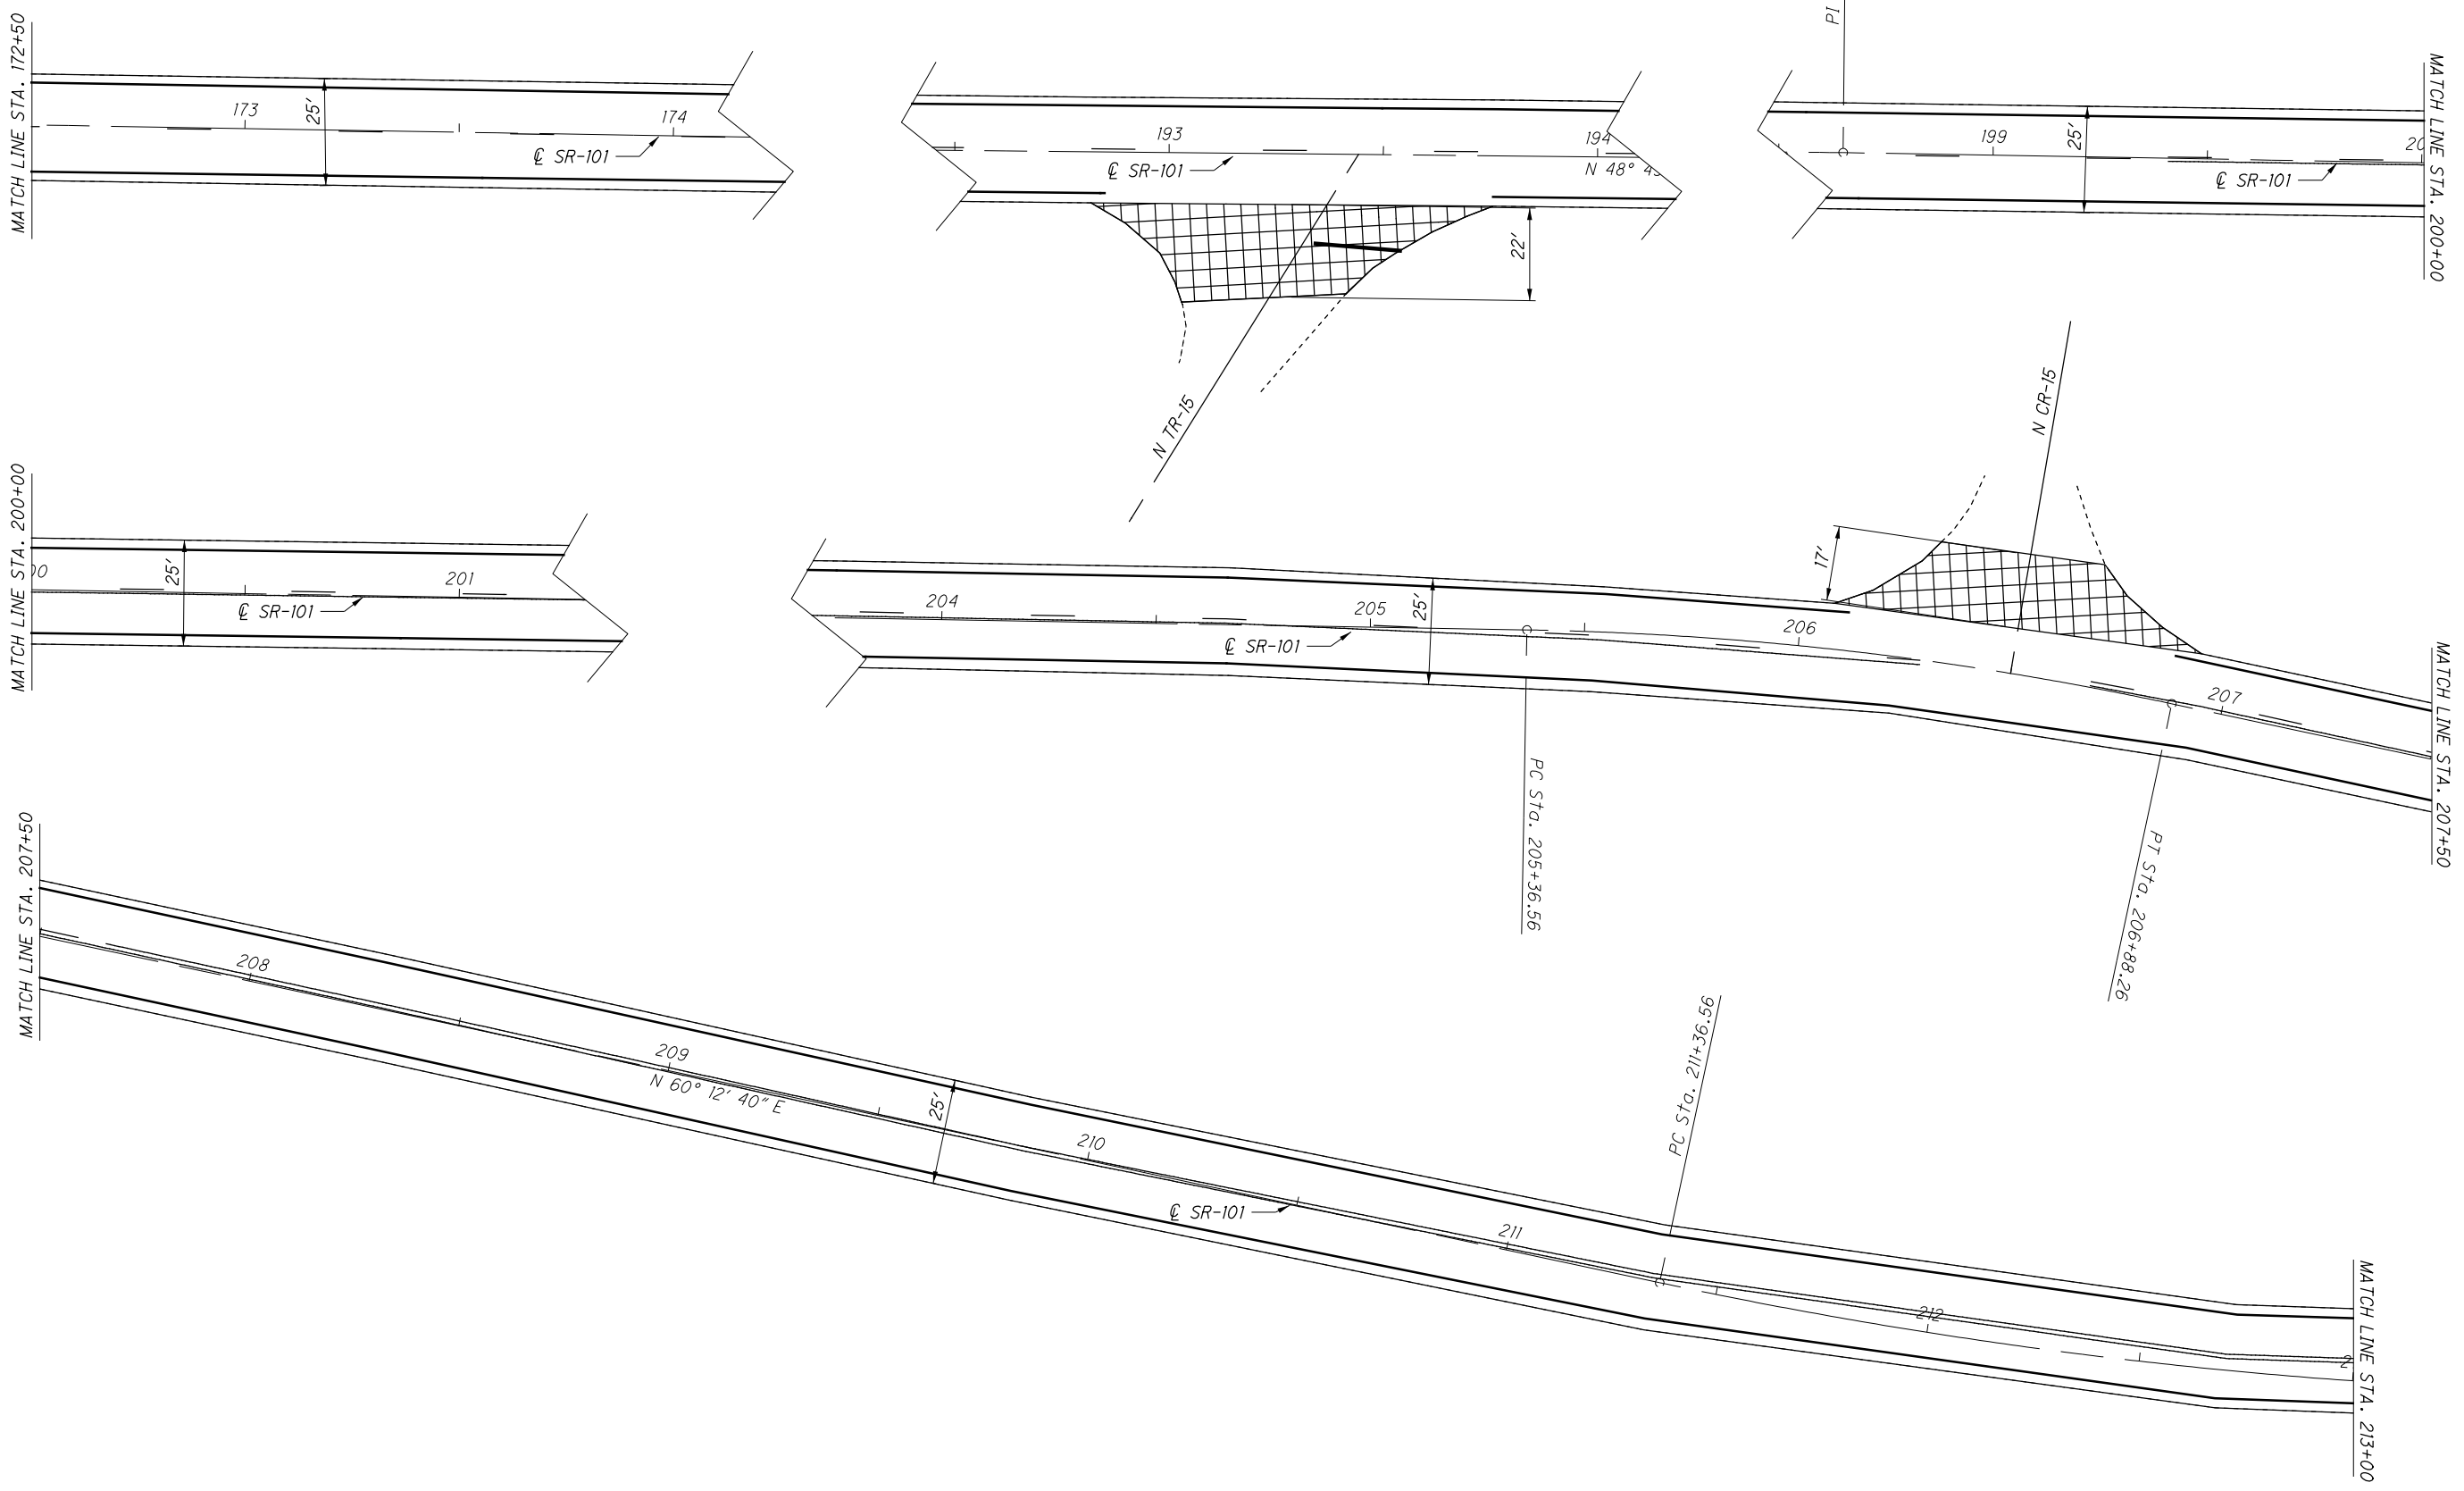 MATCH LINE STA. 172+50
173
25'
174
℄ SR-101
193
℄ SR-101
194
N 48°
22'
N TR-15
PI
199
25'
20
℄ SR-101
MATCH LINE STA. 200+00
MATCH LINE STA. 200+00
00
25'
201
℄ SR-101
204
205
25'
℄ SR-101
206
17'
N CR-15
207
PC Sta. 205+36.56
PT Sta. 206+88.26
MATCH LINE STA. 207+50
MATCH LINE STA. 207+50
208
209
N 60° 12' 40" E
25'
210
℄ SR-101
211
PC Sta. 211+36.56
212
2
MATCH LINE STA. 213+00